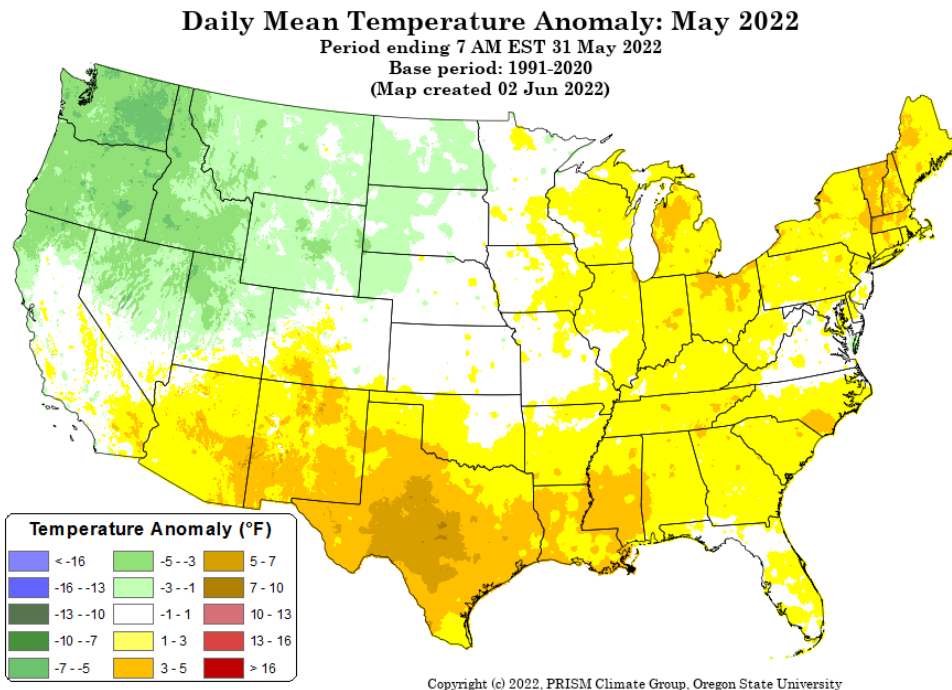 Daily Mean Temperature Anomaly: May 2022
Period ending 7 AM EST 31 May 2022
Base period: 1991-2020
(Map created 02 Jun 2022)
Temperature Anomaly (°F)
< -16
-16 - -13
-13 - -10
-10 - -7
-7 - -5
-5 - -3
-3 - -1
-1 - 1
1 - 3
3 - 5
5 - 7
7 - 10
10 - 13
13 - 16
> 16
Copyright (c) 2022, PRISM Climate Group, Oregon State University